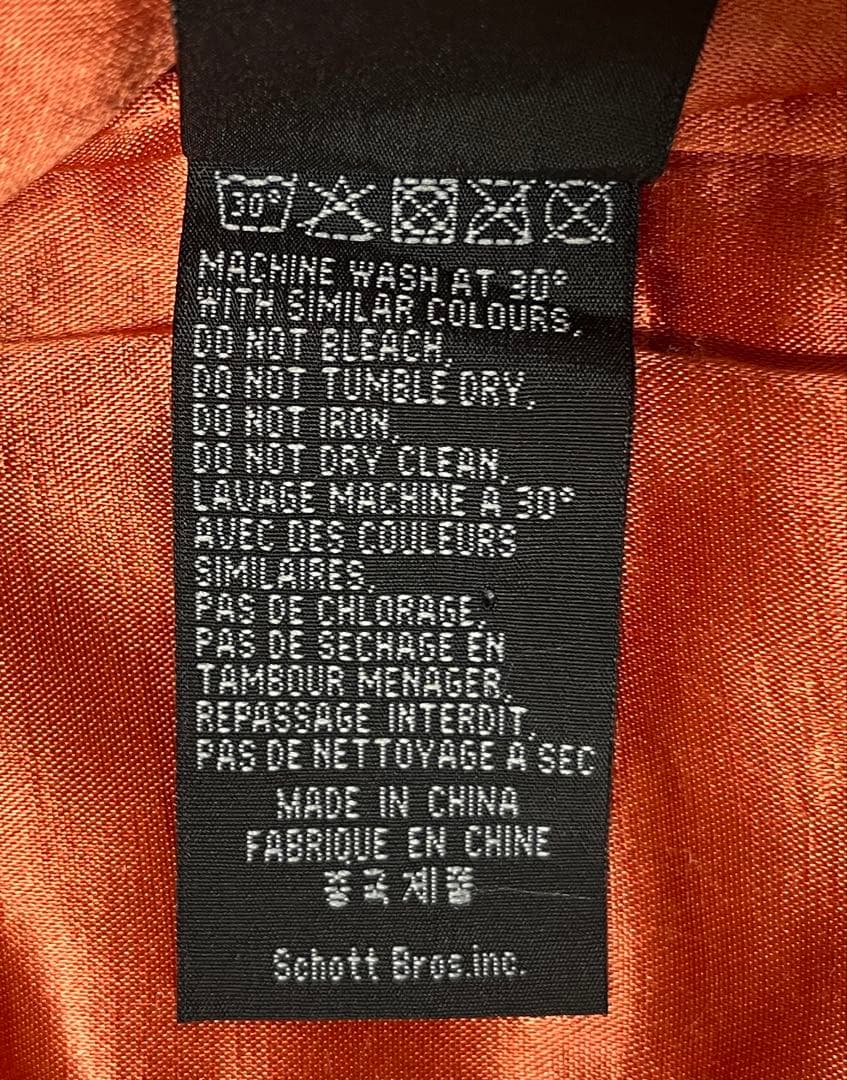 30°
MACHINE WASH AT 30°
WITH SIMILAR COLOURS.
DO NOT BLEACH.
DO NOT TUMBLE DRY.
DO NOT IRON.
DO NOT DRY CLEAN.
LAVAGE MACHINE A 30°
AVEC DES COULEURS
SIMILAIRES.
PAS DE CHLORAGE.
PAS DE SECHAGE EN
TAMBOUR MENAGER.
REPASSAGE INTERDIT.
PAS DE NETTOYAGE A SEC
MADE IN CHINA
FABRIQUE EN CHINE
중국제품
Schott Bros.inc.